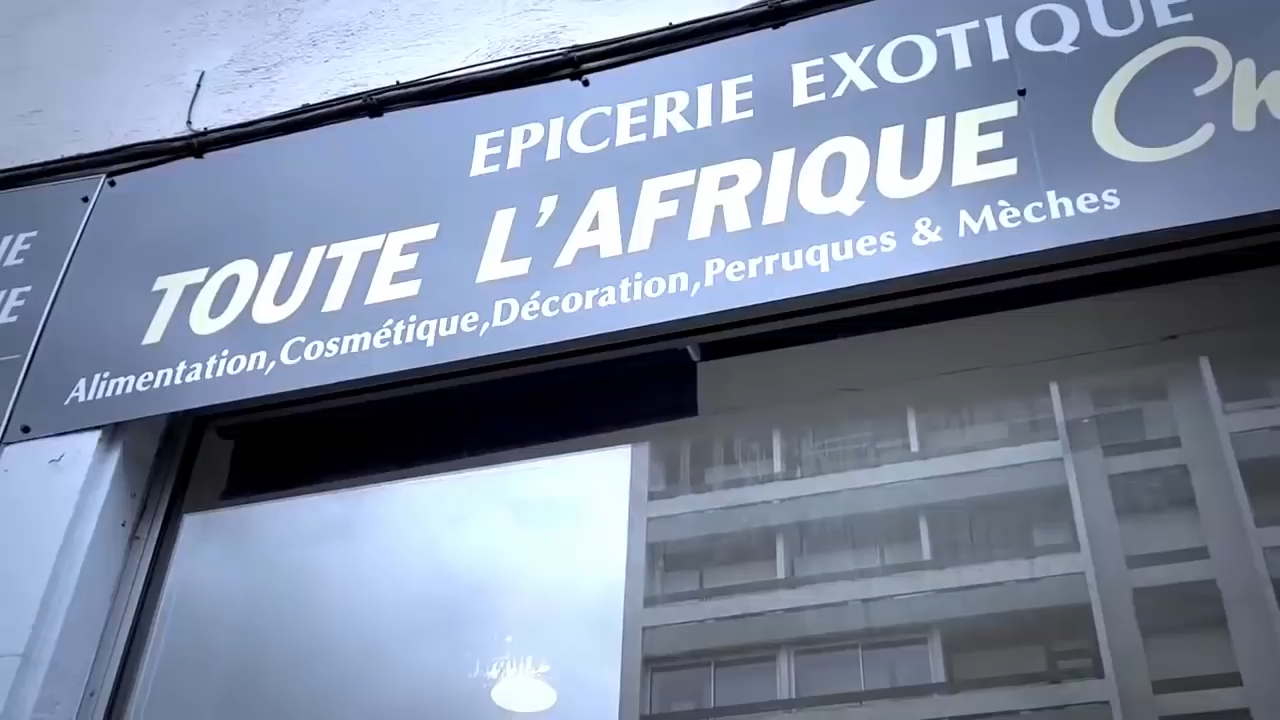 EPICERIE EXOTIQUE
TOUTE L'AFRIQUE
Alimentation,Cosmétique,Décoration,Perruques & Mèches